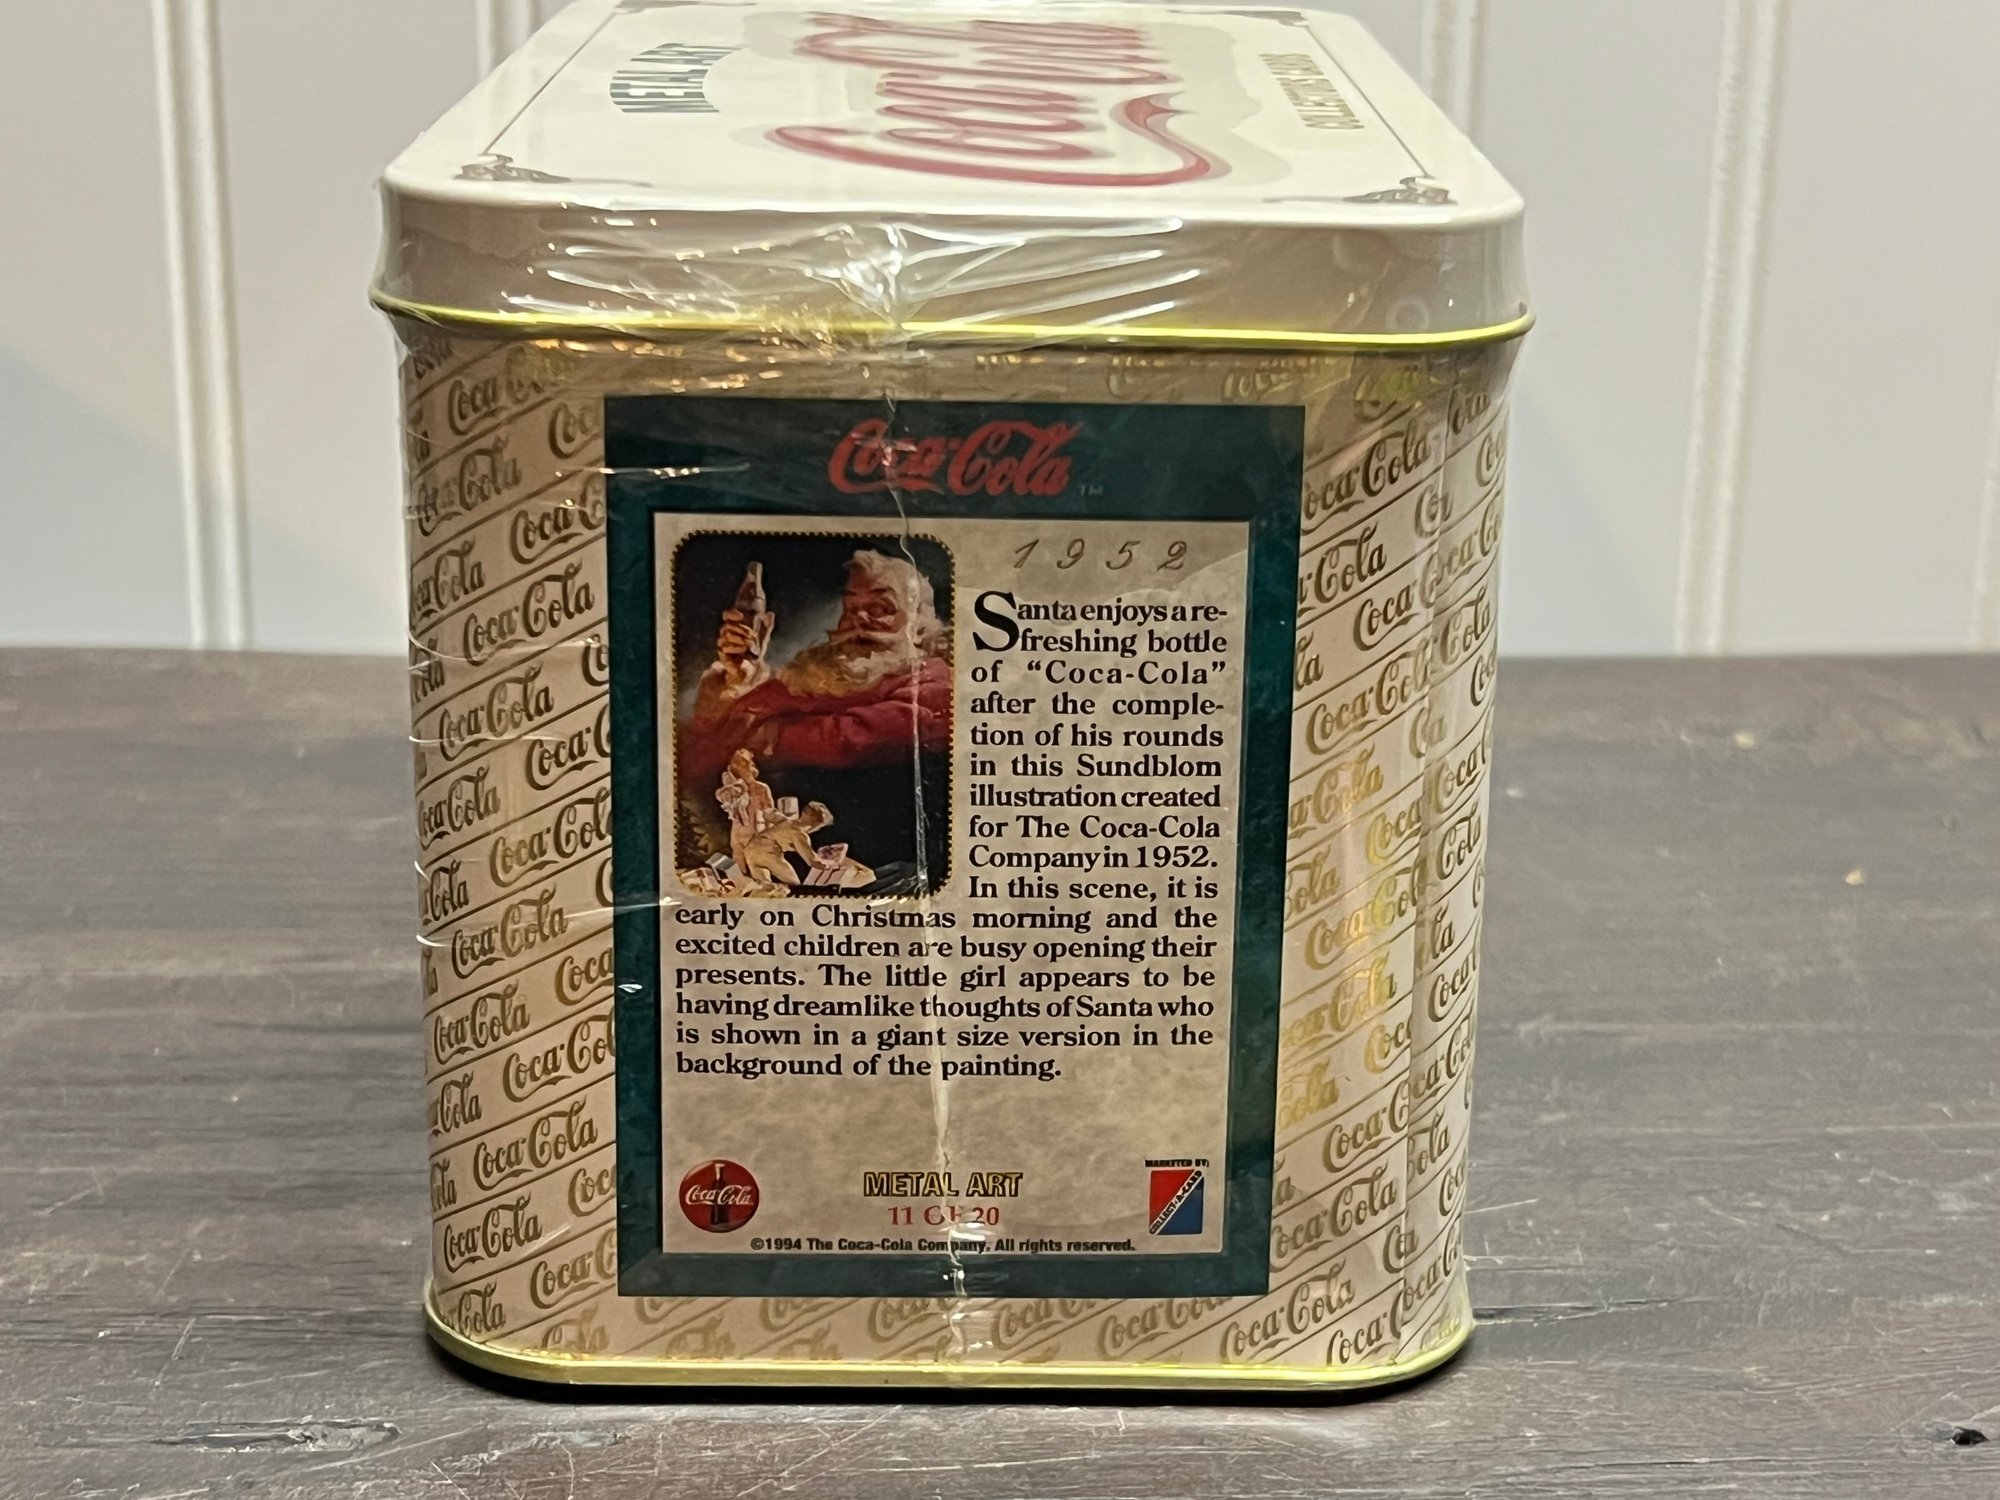 METAL ART
Coca-Cola
Coca-Cola
1952
Santa enjoys a re-
freshing bottle
of “Coca-Cola”
after the comple-
tion of his rounds
in this Sundblom
illustration created
for The Coca-Cola
Company in 1952.
In this scene, it is
early on Christmas morning and the
excited children are busy opening their
presents. The little girl appears to be
having dreamlike thoughts of Santa who
is shown in a giant size version in the
background of the painting.
MARKETED BY:
Coca-Cola
METAL ART
COLLECT-A-CARD
11 OF 20
©1994 The Coca-Cola Company. All rights reserved.